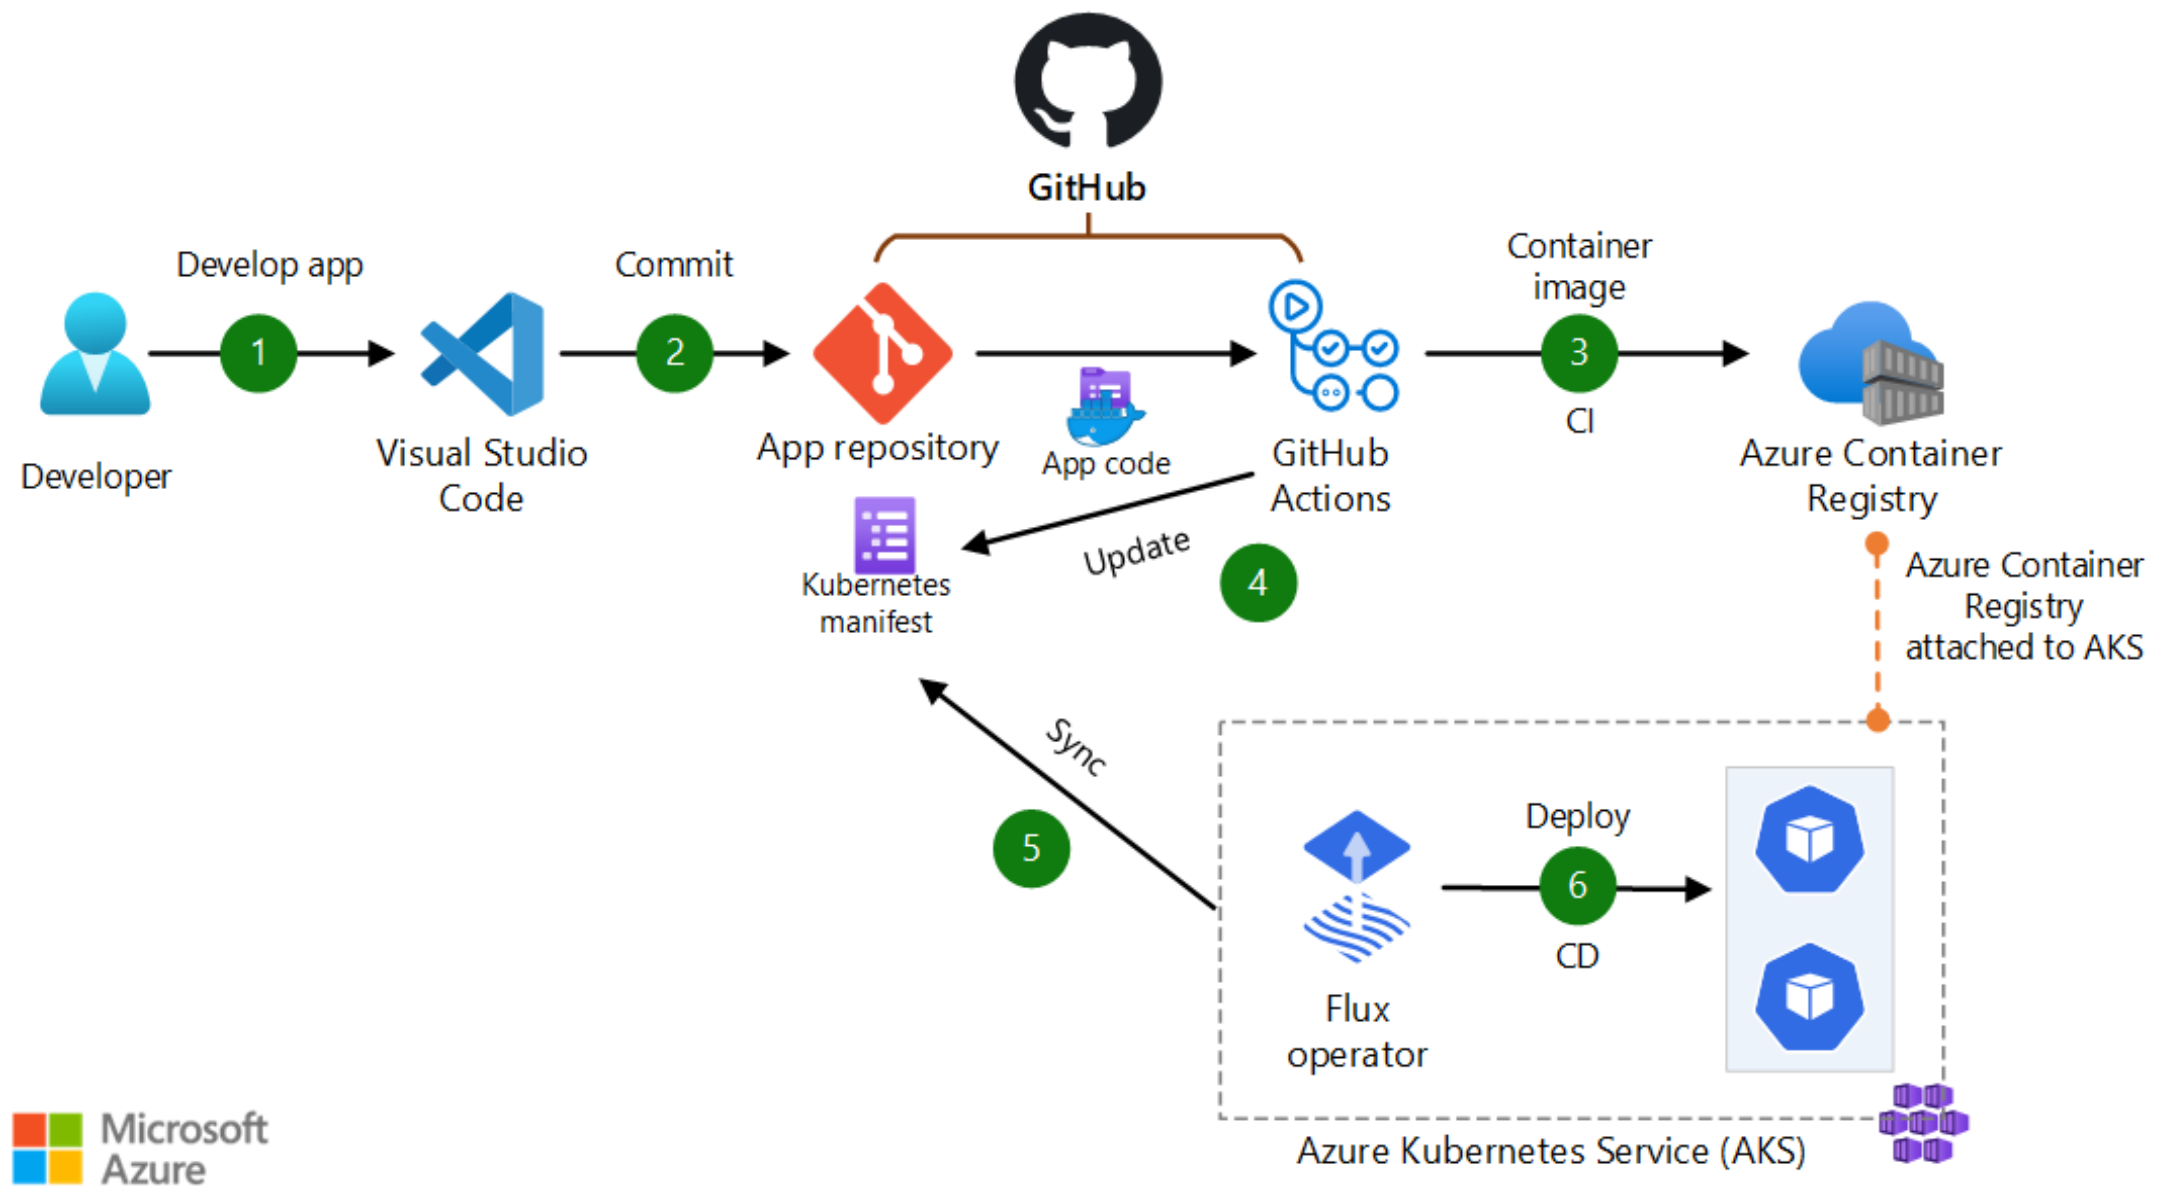 GitHub
Develop app
1
Visual Studio
Code
Developer
Commit
2
App repository
App code
GitHub
Actions
Container
image
3
CI
Azure Container
Registry
Kubernetes
manifest
Update
4
Azure Container
Registry
attached to AKS
Sync
5
Deploy
6
CD
Flux
operator
Azure Kubernetes Service (AKS)
Microsoft
Azure